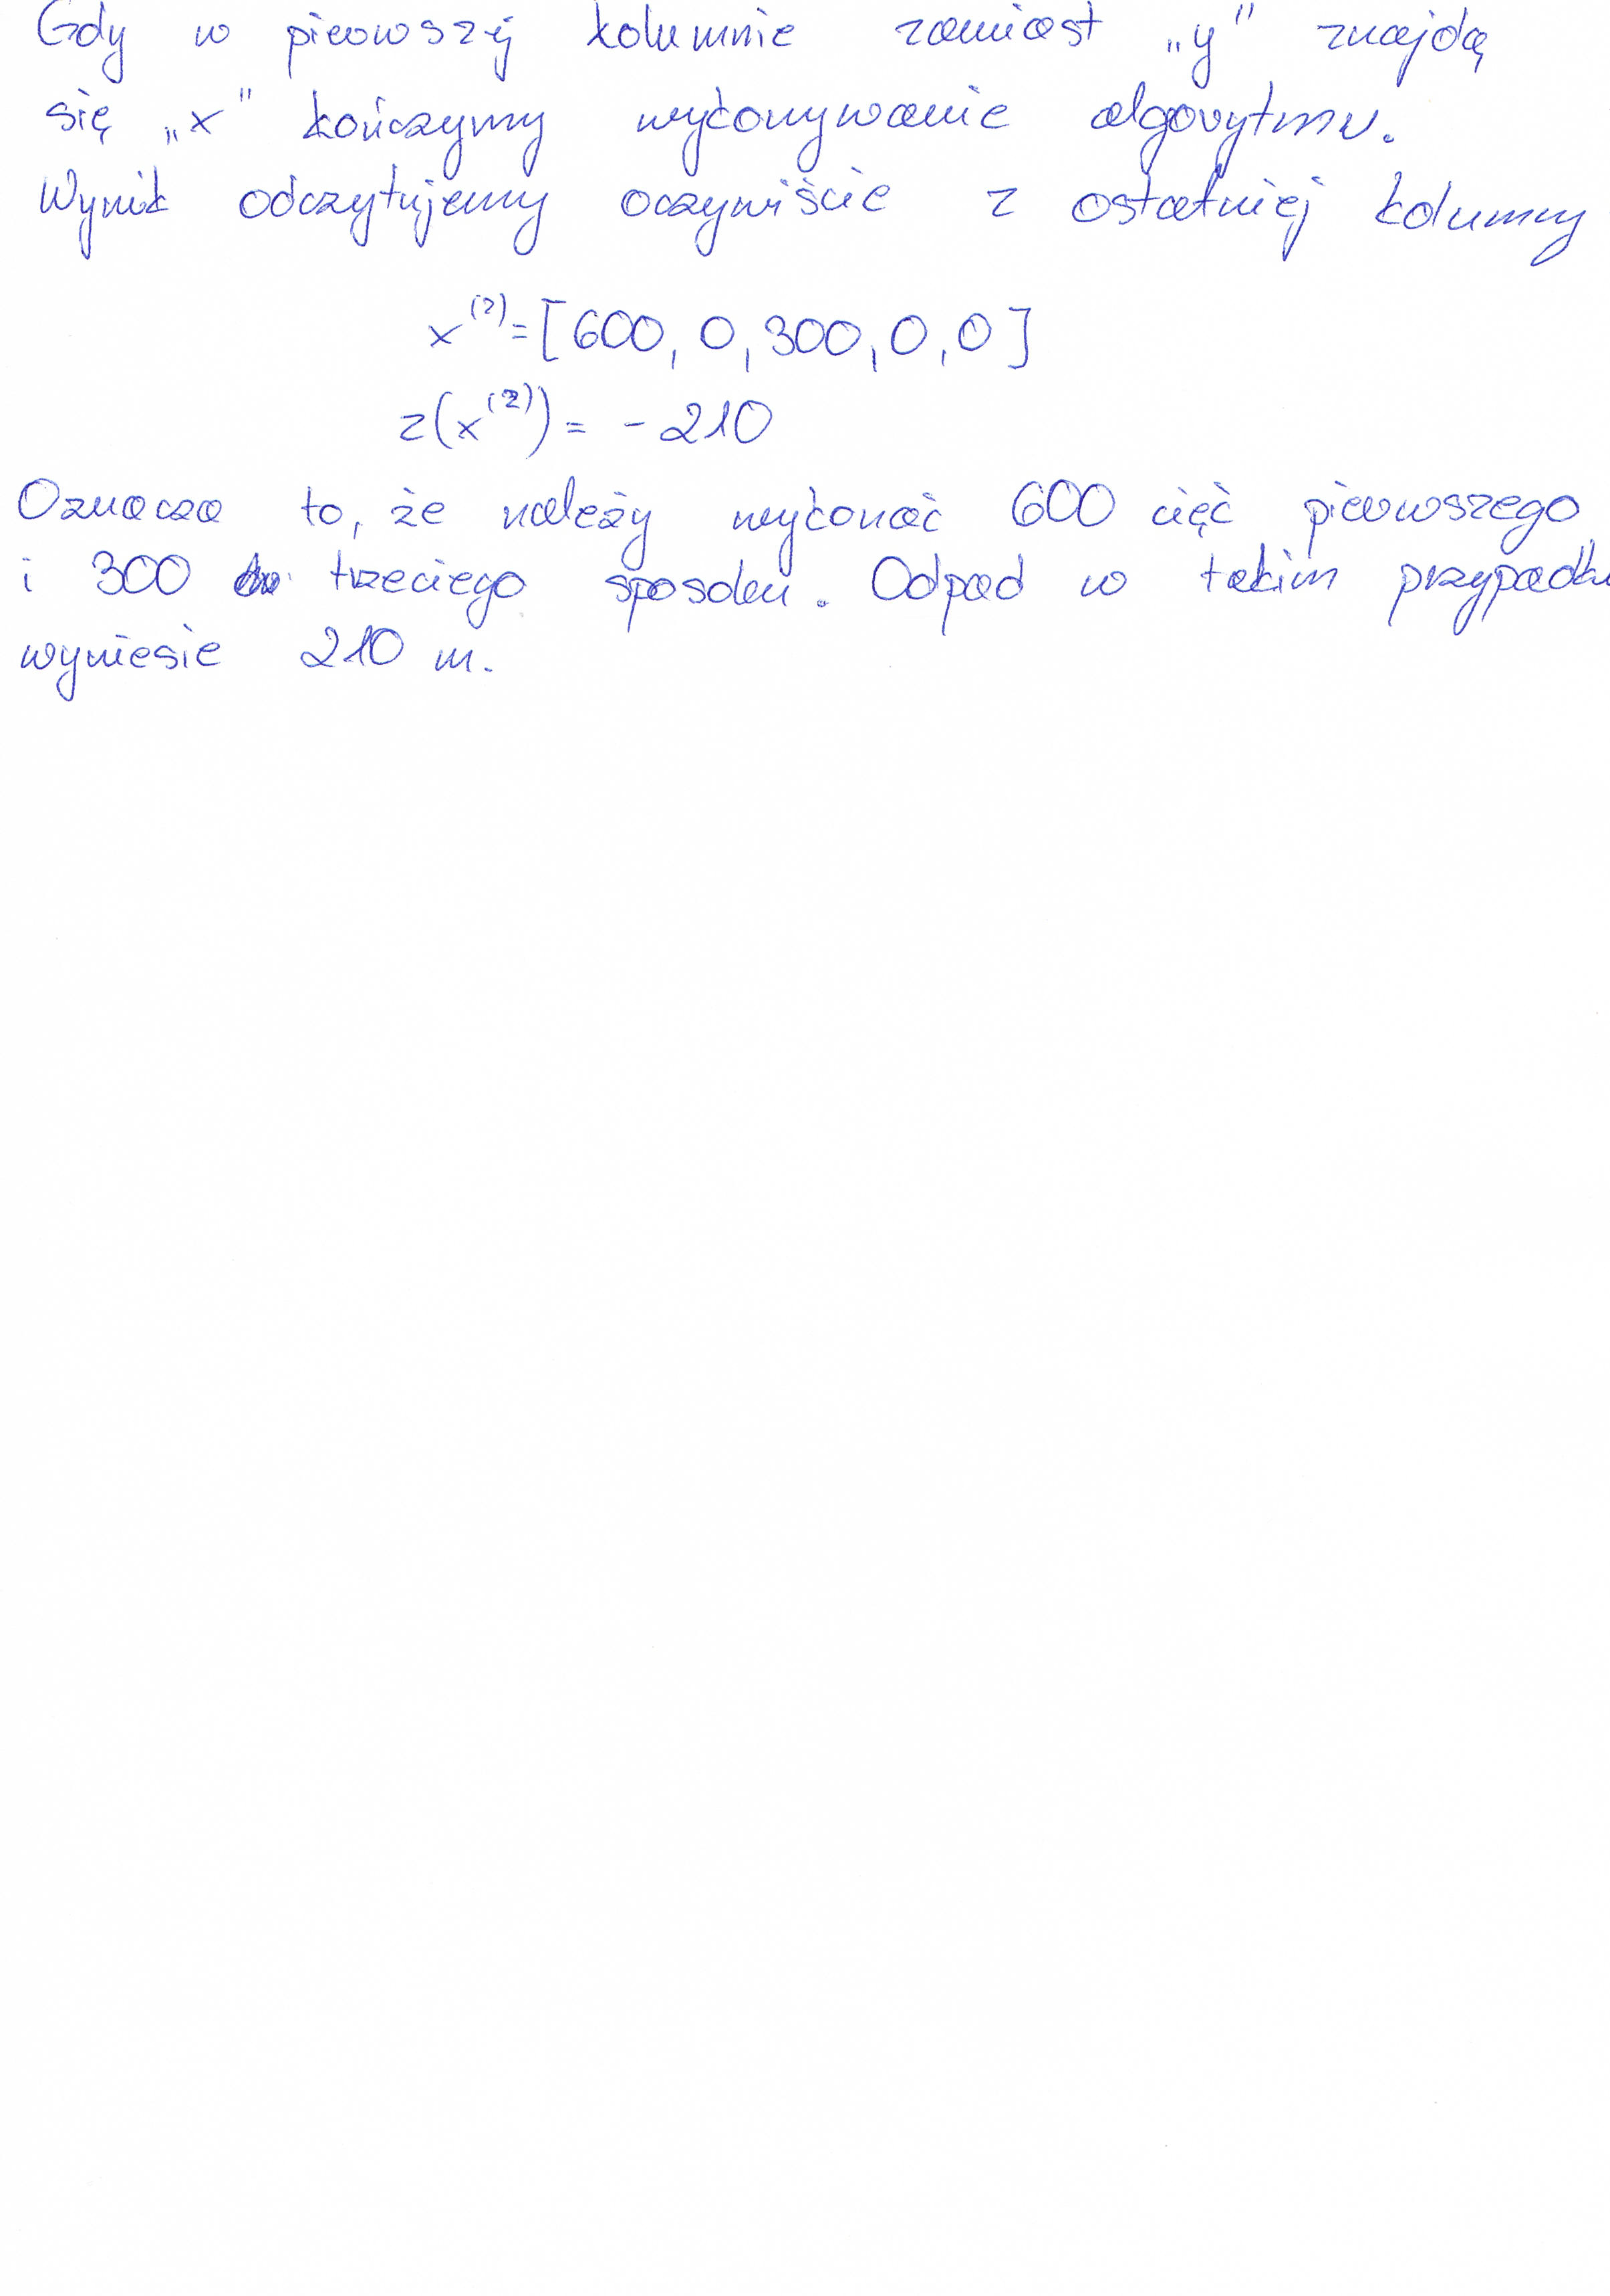 Gdy w pierwszej kolumnie zamiast „y" znajdą
się „x" kończymy wykonywanie algorytmu.
Wynik odczytujemy oczywiście z ostatniej kolumny
x⁽²⁾=[600, 0, 300, 0, 0]
z(x⁽²⁾) = -210
Oznacza to, że należy wykonać 600 cięć pierwszego
i 300 trzeciego sposobu. Odpad w takim przypadku
wyniesie 210 m.